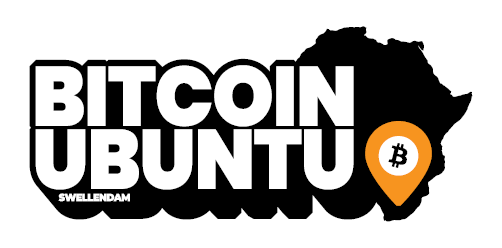 BITCOIN
UBUNTU
SWELLENDAM
₿